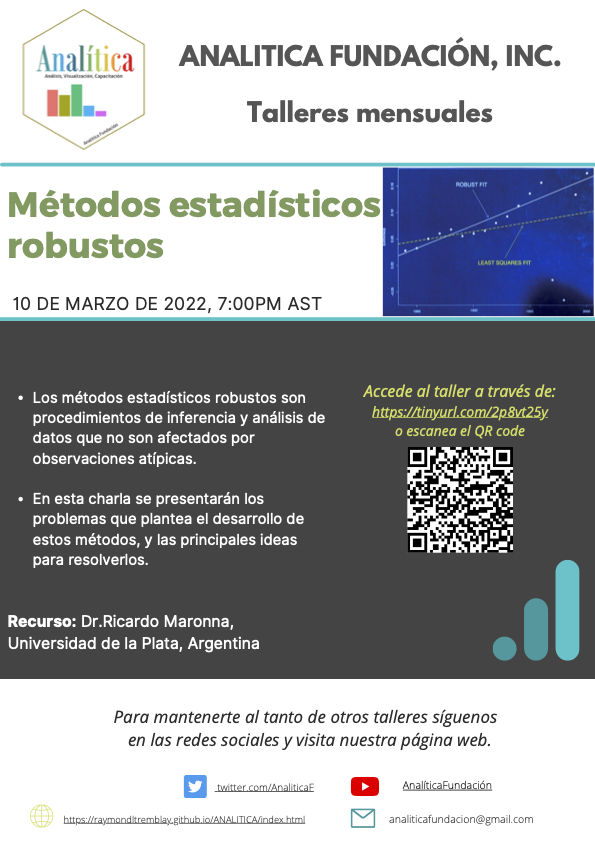 Analítica
Análisis, Visualización, Capacitación
Analítica Fundación
ANALITICA FUNDACIÓN, INC.
Talleres mensuales
Métodos estadísticos
robustos
10 DE MARZO DE 2022, 7:00PM AST
ROBUST FIT
LEAST SQUARES FIT
• Los métodos estadísticos robustos son
procedimientos de inferencia y análisis de
datos que no son afectados por
observaciones atípicas.
• En esta charla se presentarán los
problemas que plantea el desarrollo de
estos métodos, y las principales ideas
para resolverlos.
Accede al taller a través de:
https://tinyurl.com/2p8vt25y
o escanea el QR code
Recurso: Dr.Ricardo Maronna,
Universidad de la Plata, Argentina
Para mantenerte al tanto de otros talleres síguenos
en las redes sociales y visita nuestra página web.
twitter.com/AnaliticaF
AnalíticaFundación
https://raymondltremblay.github.io/ANALITICA/index.html
analiticafundacion@gmail.com